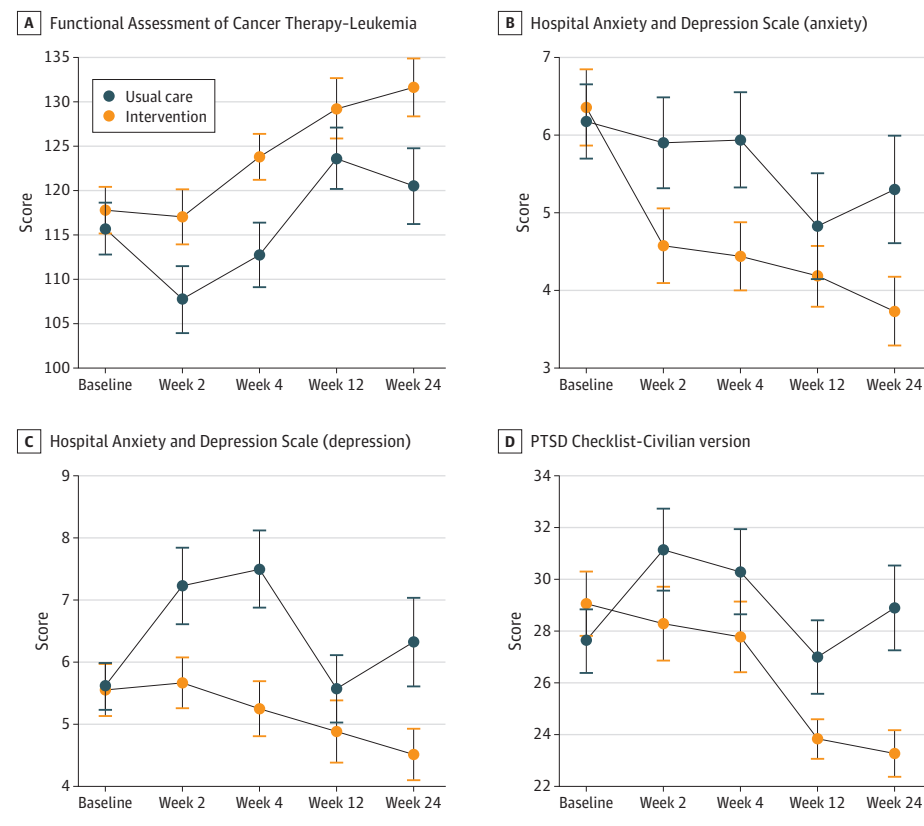 A Functional Assessment of Cancer Therapy-Leukemia
135
130
125
120
115
110
105
100
Score
Usual care
Intervention
Baseline Week 2 Week 4 Week 12 Week 24
B Hospital Anxiety and Depression Scale (anxiety)
7
6
5
4
3
Score
Baseline Week 2 Week 4 Week 12 Week 24
C Hospital Anxiety and Depression Scale (depression)
9
8
7
6
5
4
Score
Baseline Week 2 Week 4 Week 12 Week 24
D PTSD Checklist-Civilian version
34
32
30
28
26
24
22
Score
Baseline Week 2 Week 4 Week 12 Week 24